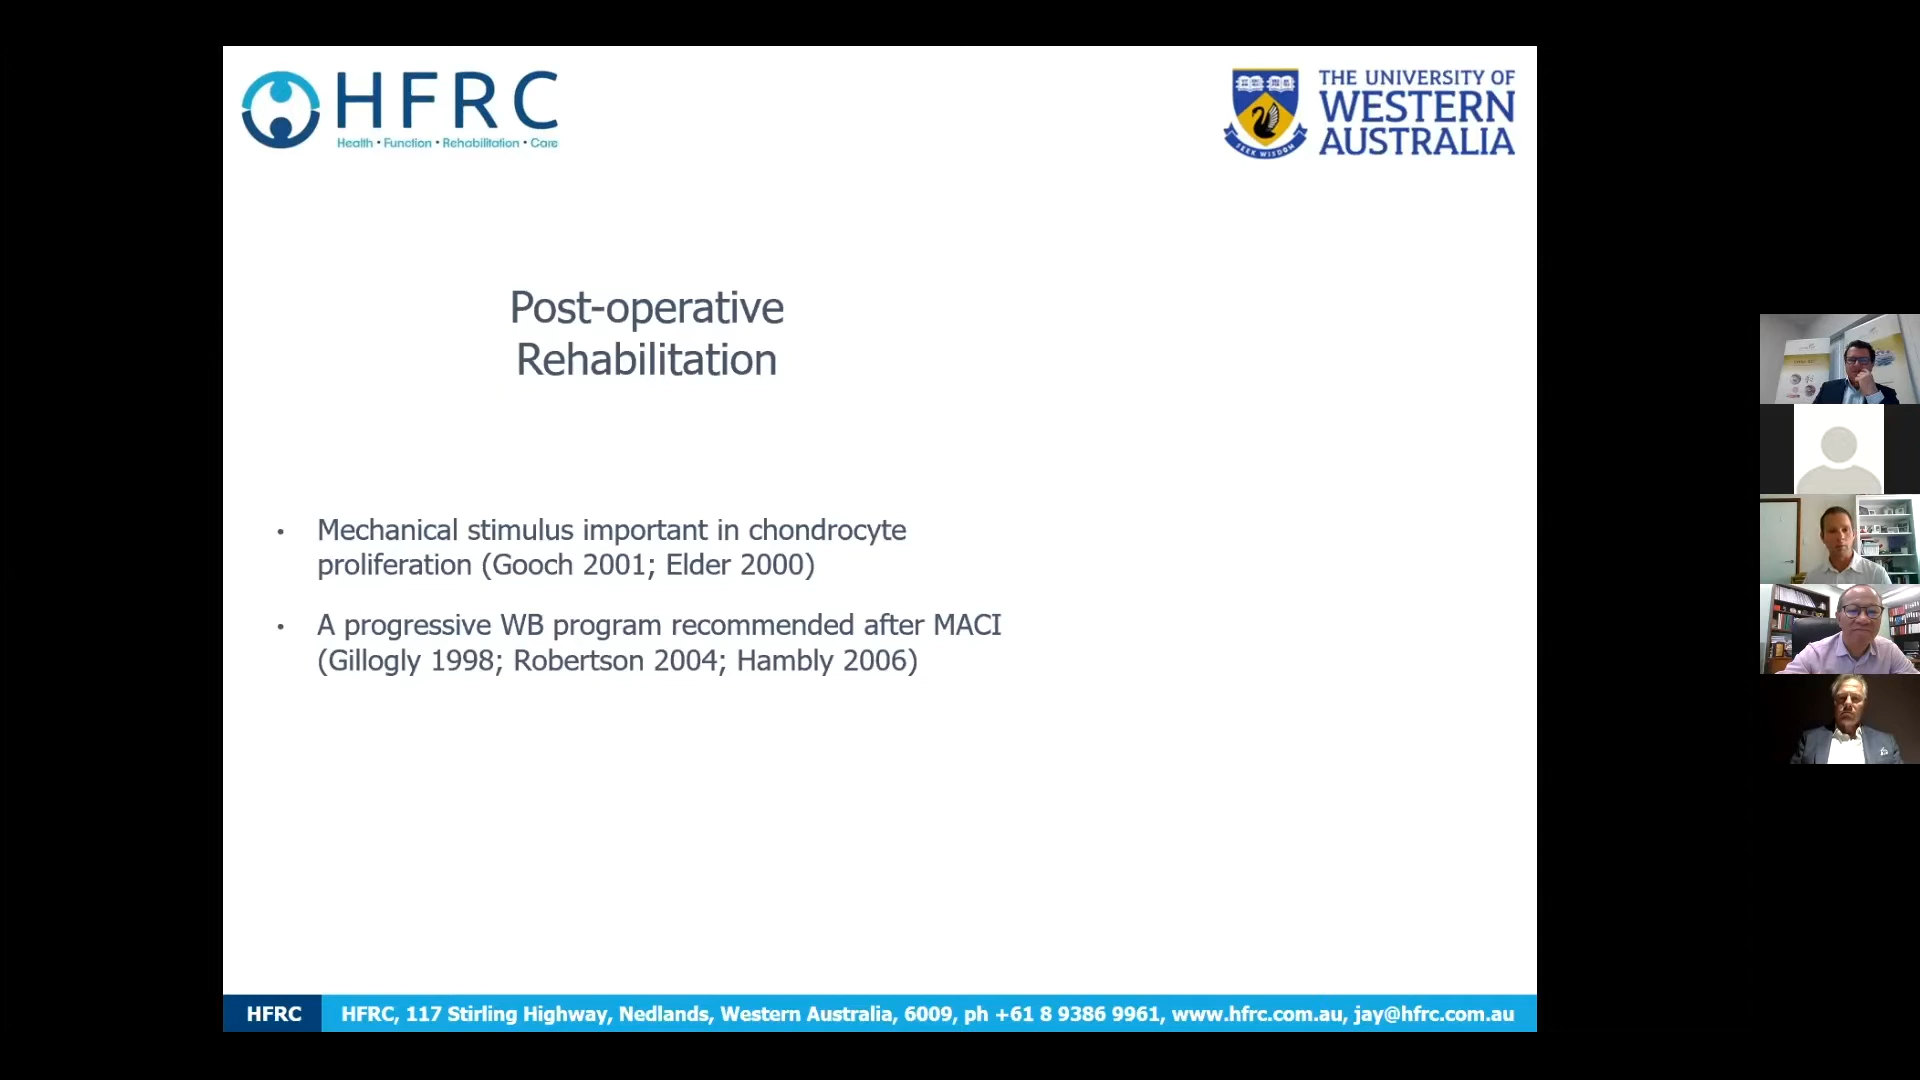 HFRC
Health • Function • Rehabilitation • Care
THE UNIVERSITY OF
WESTERN
AUSTRALIA
SEEK WISDOM
Post-operative
Rehabilitation
• Mechanical stimulus important in chondrocyte
proliferation (Gooch 2001; Elder 2000)
• A progressive WB program recommended after MACI
(Gillogly 1998; Robertson 2004; Hambly 2006)
HFRC
HFRC, 117 Stirling Highway, Nedlands, Western Australia, 6009, ph +61 8 9386 9961, www.hfrc.com.au, jay@hfrc.com.au